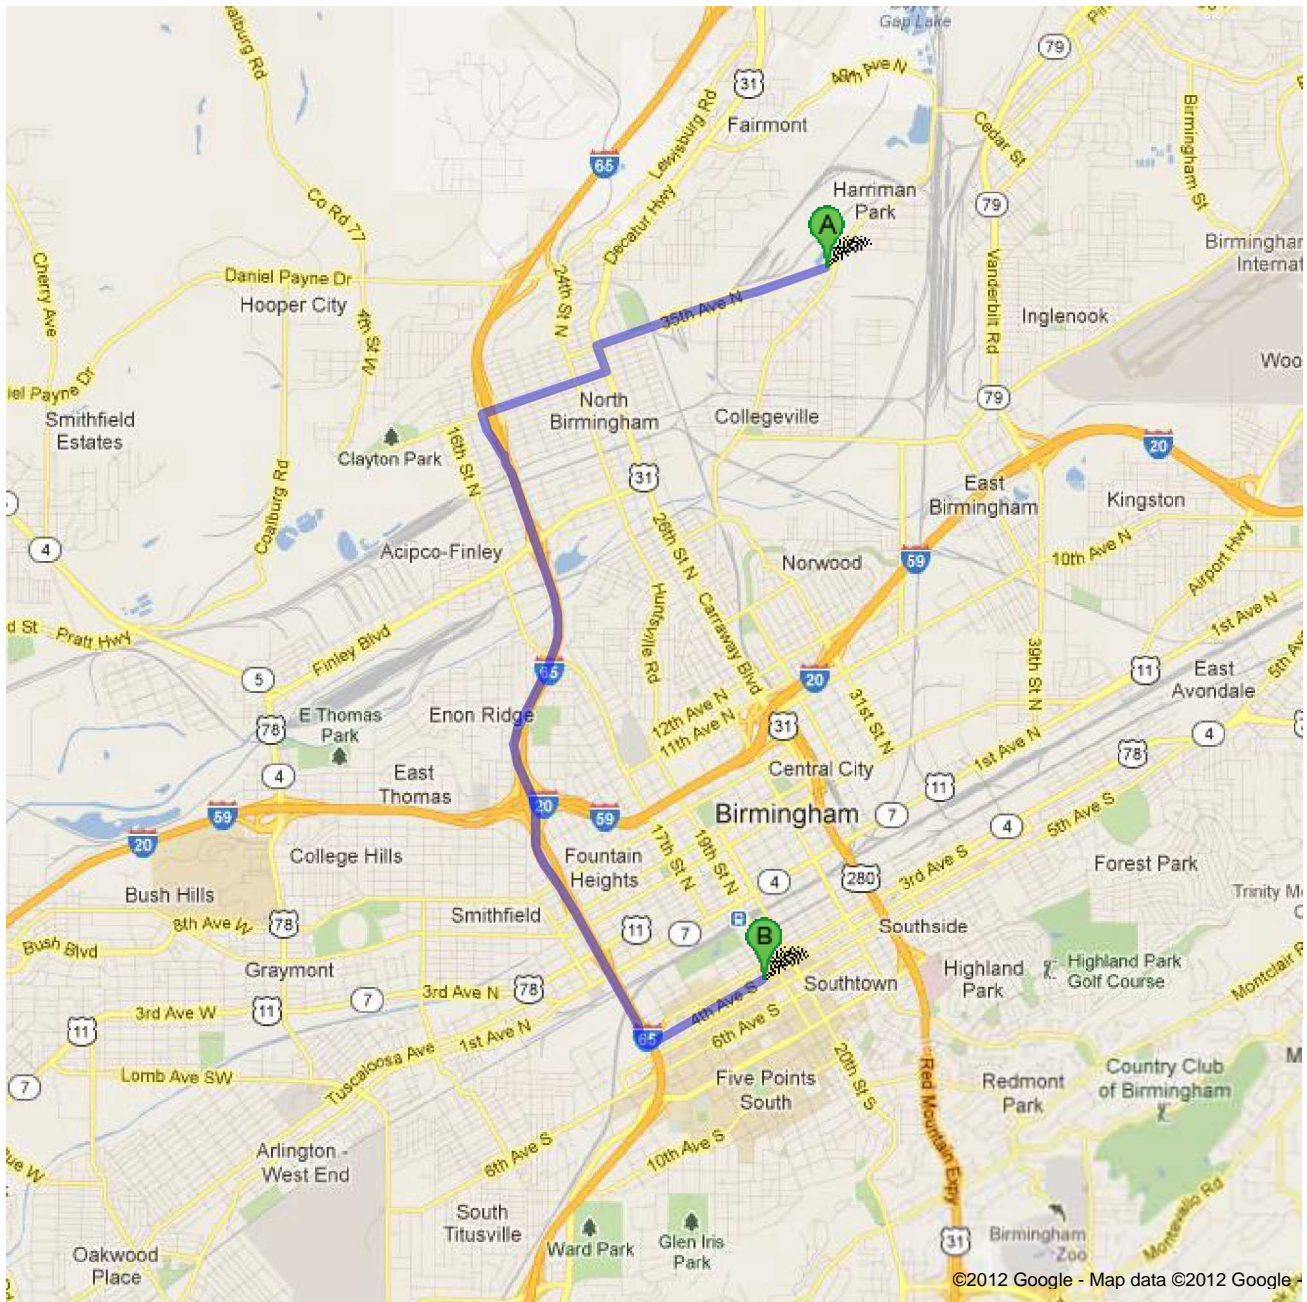 Coalburg Rd
Gap Lake
79
31
Lewisburg Rd
Fairmont
Cedar St
Birmingham St
65
Co Rd 77
Decatur Hwy
Harriman
Park
79
A
Cherry Ave
Daniel Payne Dr
Hooper City
24th St N
35th Ave N
Vanderbilt Rd
Inglenook
4th St W
Smithfield
Estates
North
Birmingham
Collegeville
79
Clayton Park
16th St N
31
20
East
Birmingham
Kingston
4
Coalburg Rd
Acipco-Finley
26th St N
Norwood
59
10th Ave N
Airport Hwy
d St
Pratt Hwy
Finley Blvd
Huntsville Rd
Carraway Blvd
39th St N
1st Ave N
5
65
20
31st St N
11
East
Avondale
5th Ave
78
E Thomas
Park
Enon Ridge
12th Ave N
11th Ave N
31
1st Ave N
78
4
4
East
Thomas
Central City
11
59
20
59
Birmingham
7
4
5th Ave S
20
College Hills
Fountain
Heights
17th St N
19th St N
4
280
3rd Ave S
Forest Park
Bush Hills
8th Ave W
78
Smithfield
11
7
B
Southside
Bush Blvd
Graymont
3rd Ave N
78
Southtown
Highland
Park
Highland Park
Golf Course
Montclair R
11
3rd Ave W
11
7
1st Ave N
65
4th Ave S
6th Ave S
7
Lomb Ave SW
Tuscaloosa Ave
Five Points
South
20th St S
Red Mountain Expy
Redmont
Park
Country Club
of Birmingham
Arlington -
West End
6th Ave S
10th Ave S
South
Titusville
Ward Park
Glen Iris
Park
31
Birmingham
Zoo
Montevallo Rd
Oakwood
Place
©2012 Google - Map data ©2012 Google -